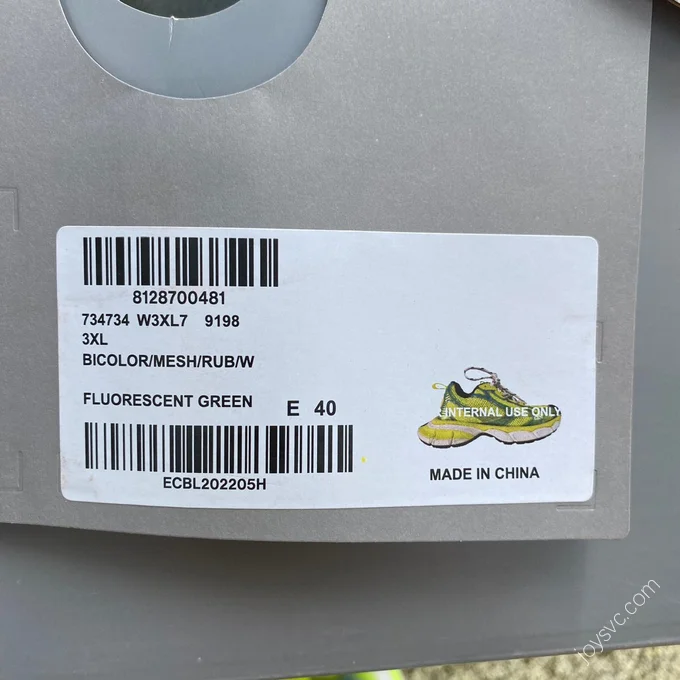 8128700481
734734 W3XL7 9198
3XL
BICOLOR/MESH/RUB/W
FLUORESCENT GREEN E 40
INTERNAL USE ONLY
ECBL202205H
MADE IN CHINA
joysvc.com